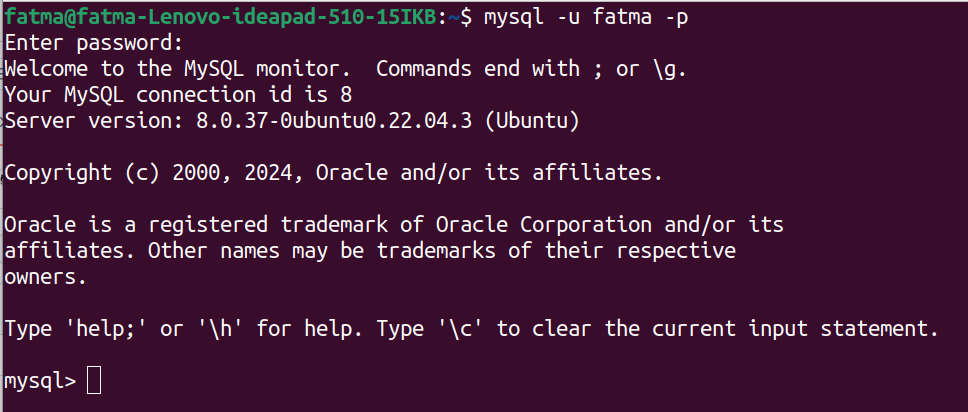 fatma@fatma-Lenovo-ideapad-510-15IKB:~$ mysql -u fatma -p
Enter password:
Welcome to the MySQL monitor.  Commands end with ; or \g.
Your MySQL connection id is 8
Server version: 8.0.37-0ubuntu0.22.04.3 (Ubuntu)
Copyright (c) 2000, 2024, Oracle and/or its affiliates.
Oracle is a registered trademark of Oracle Corporation and/or its
affiliates. Other names may be trademarks of their respective
owners.
Type 'help;' or '\h' for help. Type '\c' to clear the current input statement.
mysql>